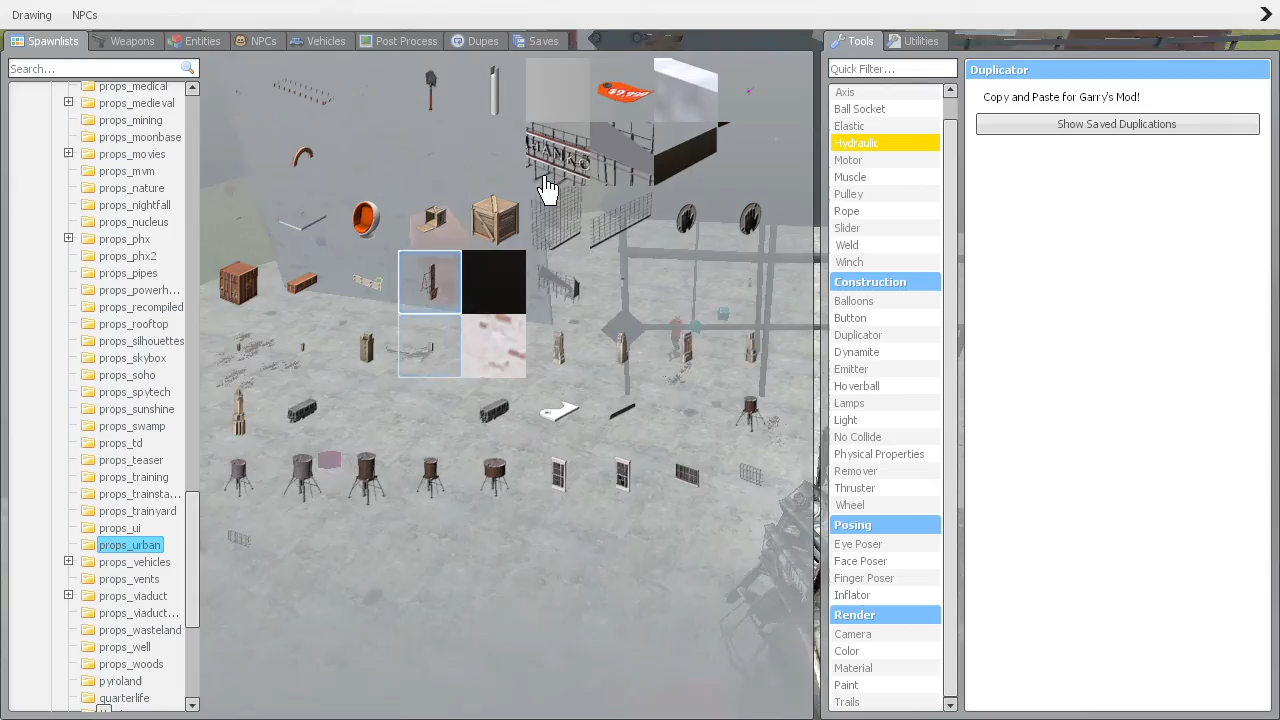 Drawing NPCs
Spawnlists Weapons Entities NPCs Vehicles Post Process Dupes Saves
Tools Utilities
Search...
props_medical
props_medieval
props_mining
props_moonbase
props_movies
props_mvm
props_nature
props_nightfall
props_nucleus
props_phx
props_phx2
props_pipes
props_powerh...
props_recompiled
props_rooftop
props_silhouettes
props_skybox
props_soho
props_spytech
props_sunshine
props_swamp
props_td
props_teaser
props_training
props_trainsta...
props_trainyard
props_ui
props_urban
props_vehicles
props_vents
props_viaduct
props_viaduct...
props_wasteland
props_well
props_woods
pyroland
quarterlife
Quick Filter...
Axis
Ball Socket
Elastic
Hydraulic
Motor
Muscle
Pulley
Rope
Slider
Weld
Winch
Construction
Balloons
Button
Duplicator
Dynamite
Emitter
Hoverball
Lamps
Light
No Collide
Physical Properties
Remover
Thruster
Wheel
Posing
Eye Poser
Face Poser
Finger Poser
Inflator
Render
Camera
Color
Material
Paint
Trails
Duplicator
Copy and Paste for Garry's Mod!
Show Saved Duplications